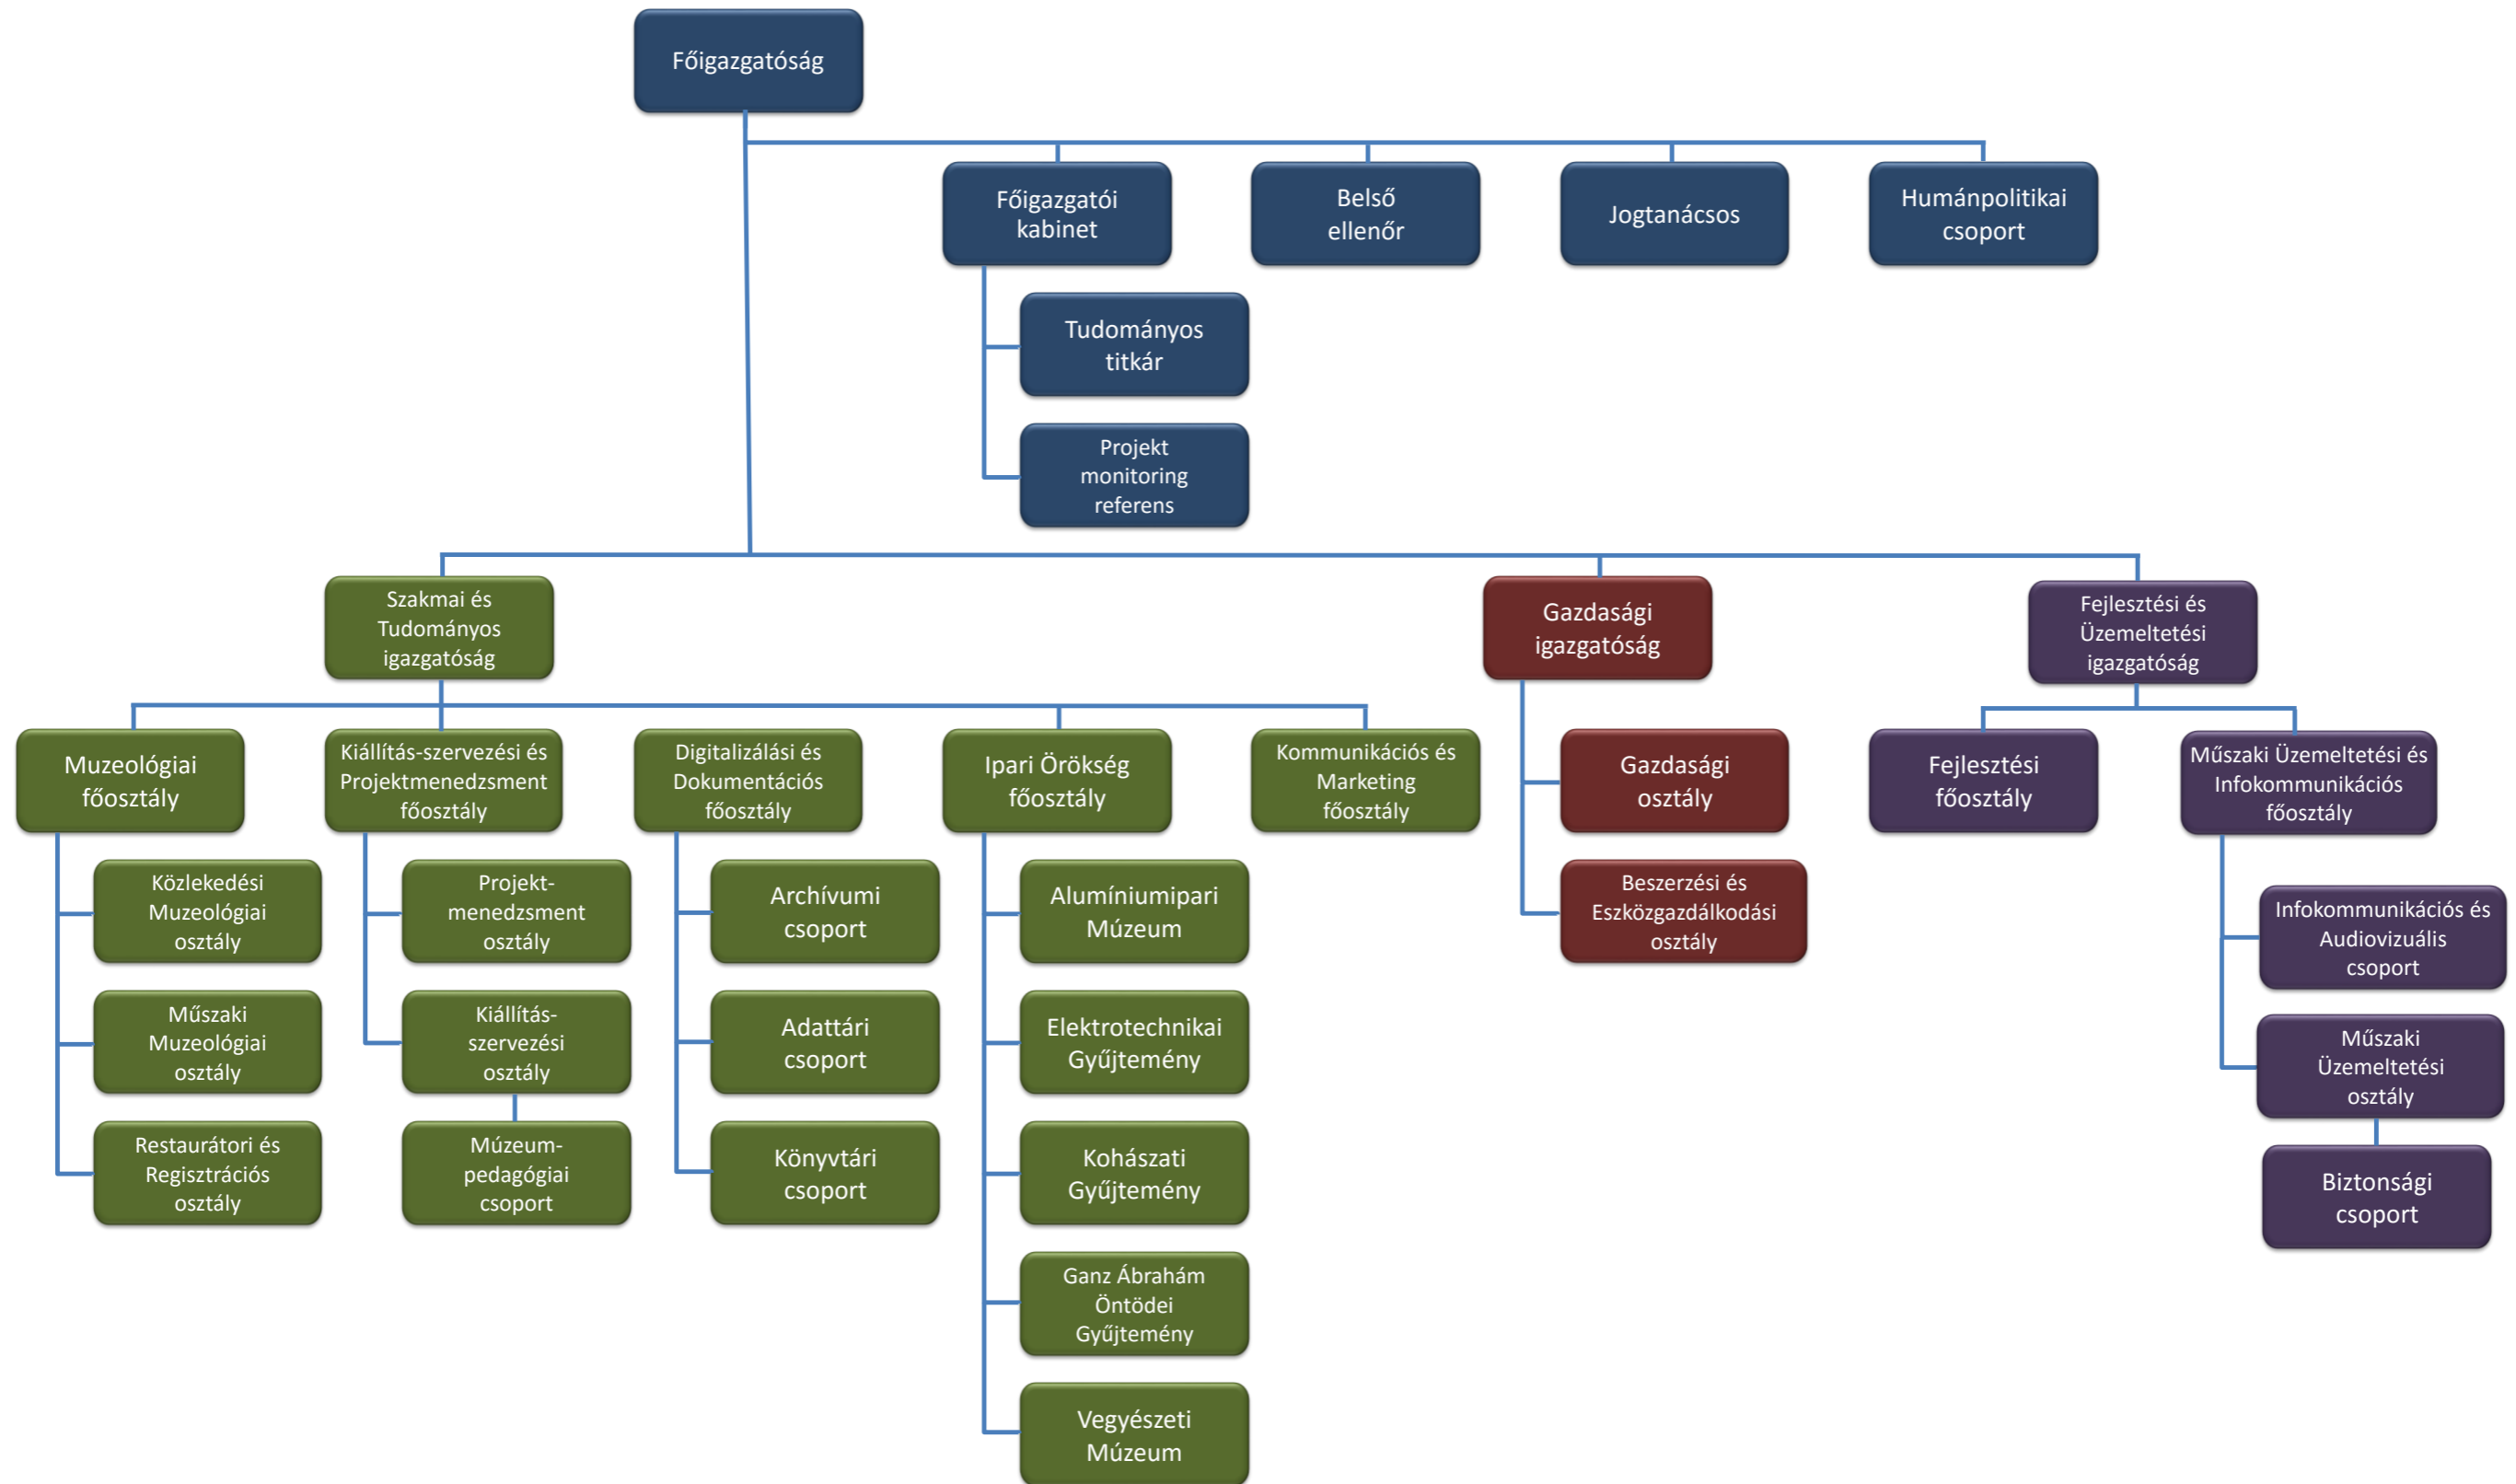 Főigazgatóság
Főigazgatói
kabinet
Belső
ellenőr
Jogtanácsos
Humánpolitikai
csoport
Tudományos
titkár
Projekt
monitoring
referens
Szakmai és
Tudományos
igazgatóság
Gazdasági
igazgatóság
Fejlesztési és
Üzemeltetési
igazgatóság
Muzeológiai
főosztály
Kiállítás-szervezési és
Projektmenedzsment
főosztály
Digitalizálási és
Dokumentációs
főosztály
Ipari Örökség
főosztály
Kommunikációs és
Marketing
főosztály
Gazdasági
osztály
Fejlesztési
főosztály
Műszaki Üzemeltetési és
Infokommunikációs
főosztály
Közlekedési
Muzeológiai
osztály
Projekt-
menedzsment
osztály
Archívumi
csoport
Alumíniumipari
Múzeum
Beszerzési és
Eszközgazdálkodási
osztály
Infokommunikációs és
Audiovizuális
csoport
Műszaki
Muzeológiai
osztály
Kiállítás-
szervezési
osztály
Adattári
csoport
Elektrotechnikai
Gyűjtemény
Műszaki
Üzemeltetési
osztály
Restaurátori és
Regisztrációs
osztály
Múzeum-
pedagógiai
csoport
Könyvtári
csoport
Kohászati
Gyűjtemény
Biztonsági
csoport
Ganz Ábrahám
Öntödei
Gyűjtemény
Vegyészeti
Múzeum